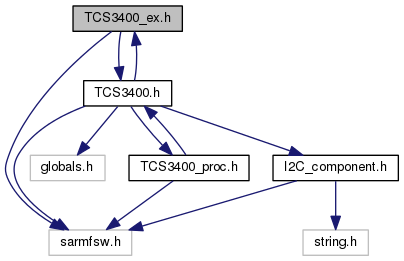 TCS3400_ex.h
TCS3400.h
globals.h
TCS3400_proc.h
I2C_component.h
sarmfsw.h
string.h